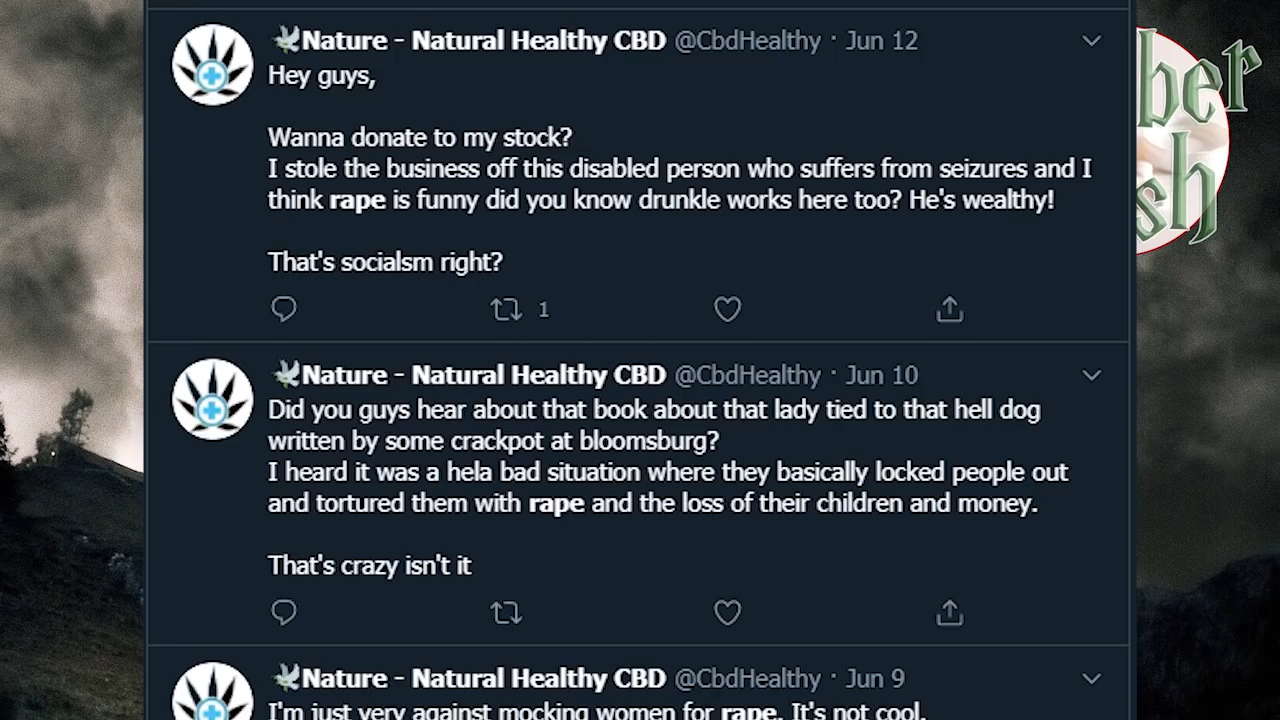 Nature - Natural Healthy CBD @CbdHealthy · Jun 12
Hey guys,
Wanna donate to my stock?
I stole the business off this disabled person who suffers from seizures and I
think rape is funny did you know drunkle works here too? He's wealthy!
That's socialsm right?
1
Nature - Natural Healthy CBD @CbdHealthy · Jun 10
Did you guys hear about that book about that lady tied to that hell dog
written by some crackpot at bloomsburg?
I heard it was a hela bad situation where they basically locked people out
and tortured them with rape and the loss of their children and money.
That's crazy isn't it
Nature - Natural Healthy CBD @CbdHealthy · Jun 9
I'm just very against mocking women for rape. It's not cool.